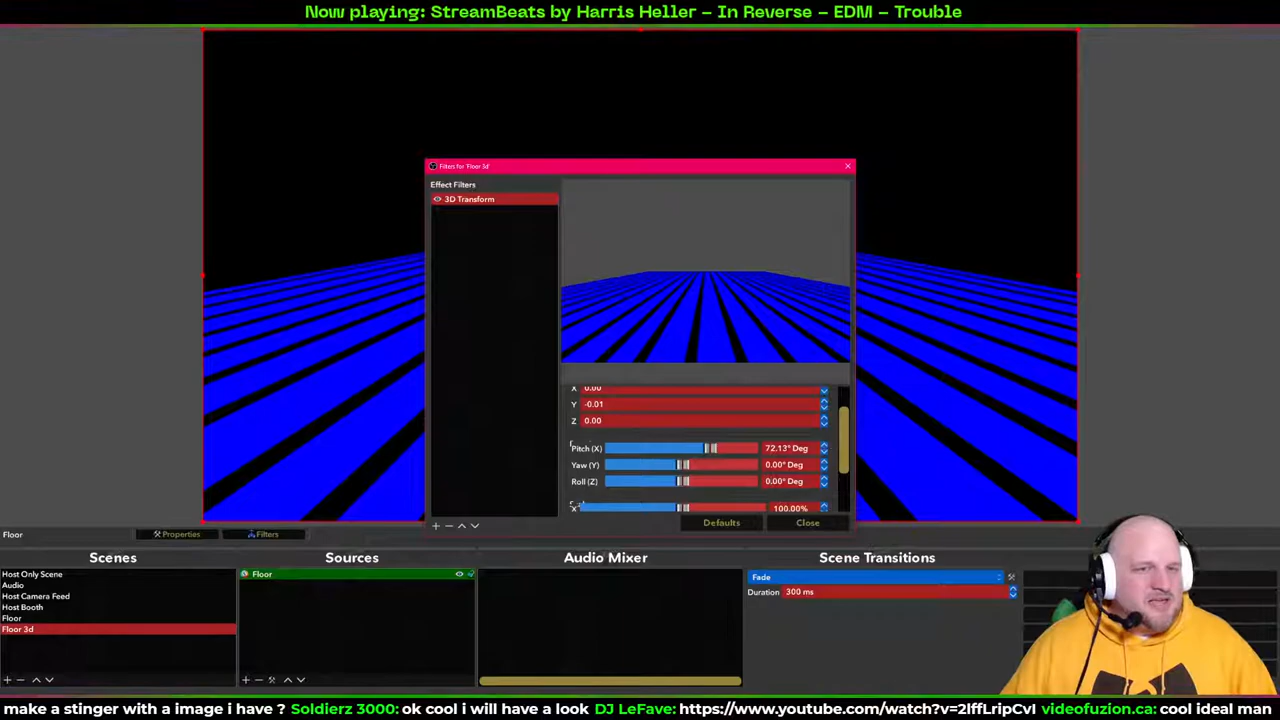 Now playing: StreamBeats by Harris Heller - In Reverse - EDM - Trouble
Filters for 'Floor 3d'
Effect Filters
3D Transform
X 0.00
Y -0.01
Z 0.00
Pitch (X) 72.13° Deg
Yaw (Y) 0.00° Deg
Roll (Z) 0.00° Deg
X 100.00%
Defaults Close
Floor Properties Filters
Scenes Sources Audio Mixer Scene Transitions
Host Only Scene
Audio
Host Camera Feed
Host Booth
Floor
Floor 3d
Floor
Fade
Duration 300 ms
make a stinger with a image i have ? Soldierz 3000: ok cool i will have a look DJ LeFave: https://www.youtube.com/watch?v=2lffLripCvI videofuzion.ca: cool ideal man